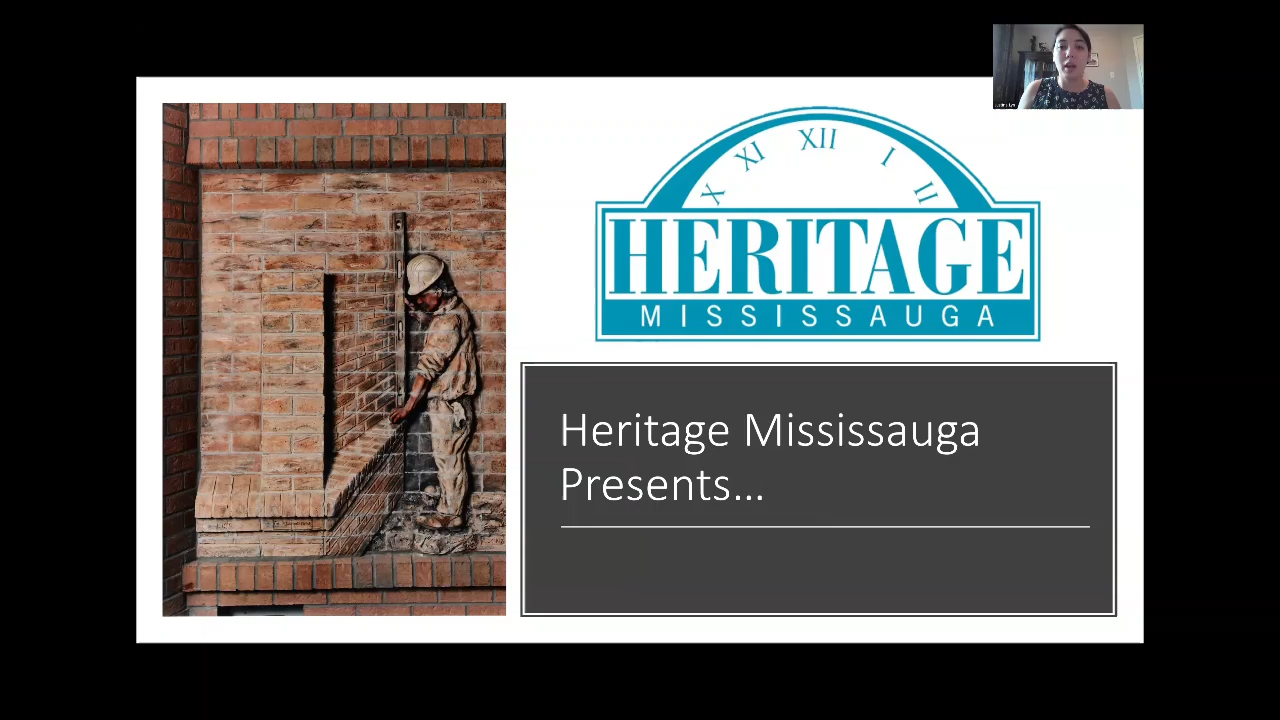 X XI XII I II
HERITAGE
MISSISSAUGA
Heritage Mississauga
Presents...